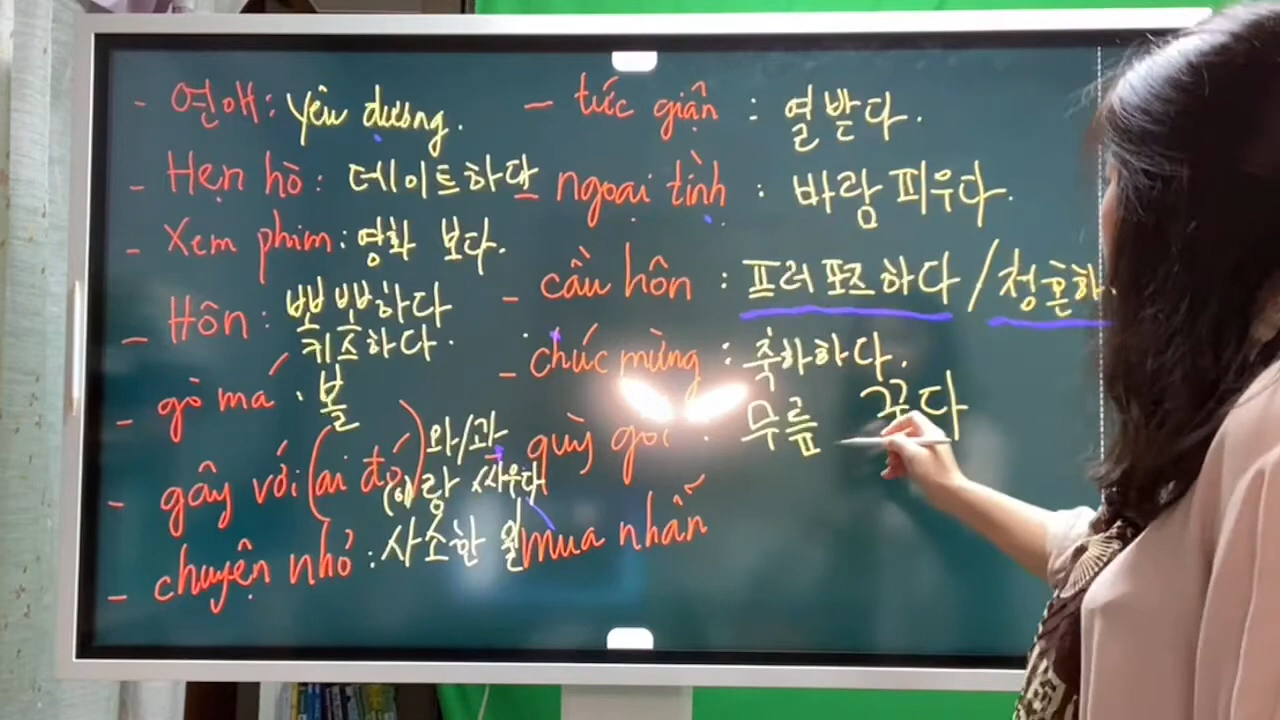 - 연애: yêu đương.
- Hẹn hò: 데이트하다
- Xem phim: 영화 보다.
- Hôn: 뽀뽀하다
키즈하다.
- gò má: 볼
- gây với (ai đó) 와/과
(이)랑 싸우다
- chuyện nhỏ: 사소한 일
- tức giận: 열받다.
- ngoại tình: 바람 피우다.
- cầu hôn: 프러포즈하다 / 청혼하
- chúc mừng: 축하하다.
quỳ gối: 무릎 꿇다
mua nhẫn